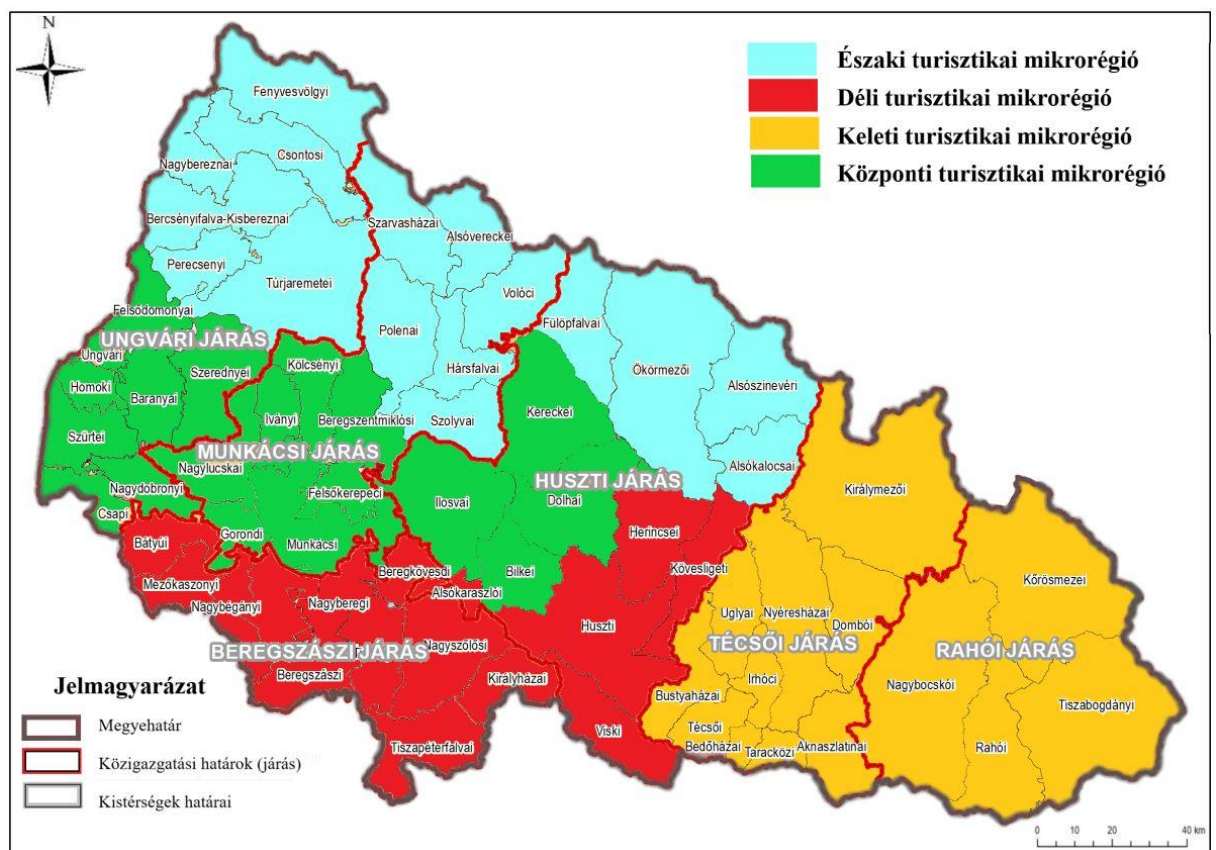 N
Északi turisztikai mikrorégió
Déli turisztikai mikrorégió
Keleti turisztikai mikrorégió
Központi turisztikai mikrorégió
Fenyvesvölgyi
Csontosi
Nagybereznai
Bercsényifalva-Kisbereznai
Perecsenyi
Túrjaremetei
Szarvasházai
Alsóvereckei
Volóci
Polenai
Hársfalvai
Szolyvai
Fülöpfalvai
Ökörmezői
Alsószinevéri
Alsókalocsai
Felsődomonyai
UNGVÁRI JÁRÁS
Ungvári
Szerednyei
Homoki
Baranyai
Szürtei
Nagydobronyi
Csapi
Kölcsényi
Iványi
Beregszentmiklósi
MUNKÁCSI JÁRÁS
Nagylucskai
Felsőkerepeci
Gorondi
Munkácsi
Kereckei
HUSZTI JÁRÁS
Dolhai
Ilosvai
Bilkei
Herincsei
Kövesligeti
Huszti
Viski
Bátyúi
Mezőkaszonyi
Nagybégányi
Nagyberegi
Beregkövesdi
Alsókaraszlói
BEREGSZÁSZI JÁRÁS
Nagyszőlősi
Beregszászi
Királyházai
Tiszapéterfalvai
Királymezői
Uglyai
Nyéresházai
Dombói
TÉCSŐI JÁRÁS
Irhóci
Bustyaházai
Técsői
Bedőházai
Taracközi
Aknaszlatinai
Kőrösmezei
RAHÓI JÁRÁS
Nagybocskói
Tiszabogdányi
Rahói
Jelmagyarázat
Megyehatár
Közigazgatási határok (járás)
Kistérségek határai
0 10 20 40 km